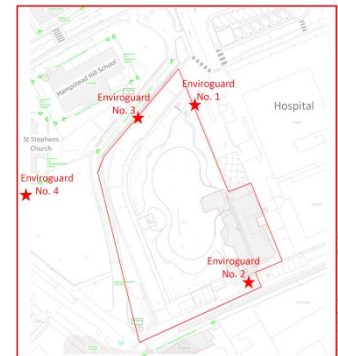 Hampstead Hill School
Enviroguard
No. 1
Enviroguard
No. 3
Hospital
St Stephens
Church
Enviroguard
No. 4
Enviroguard
No. 2